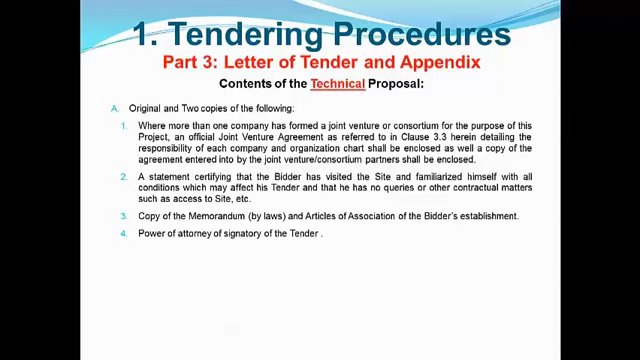 1. Tendering Procedures
Part 3: Letter of Tender and Appendix
Contents of the Technical Proposal:
A. Original and Two copies of the following:
1. Where more than one company has formed a joint venture or consortium for the purpose of this
Project, an official Joint Venture Agreement as referred to in Clause 3.3 herein detailing the
responsibility of each company and organization chart shall be enclosed as well a copy of the
agreement entered into by the joint venture/consortium partners shall be enclosed.
2. A statement certifying that the Bidder has visited the Site and familiarized himself with all
conditions which may affect his Tender and that he has no queries or other contractual matters
such as access to Site, etc.
3. Copy of the Memorandum (by laws) and Articles of Association of the Bidder's establishment.
4. Power of attorney of signatory of the Tender .